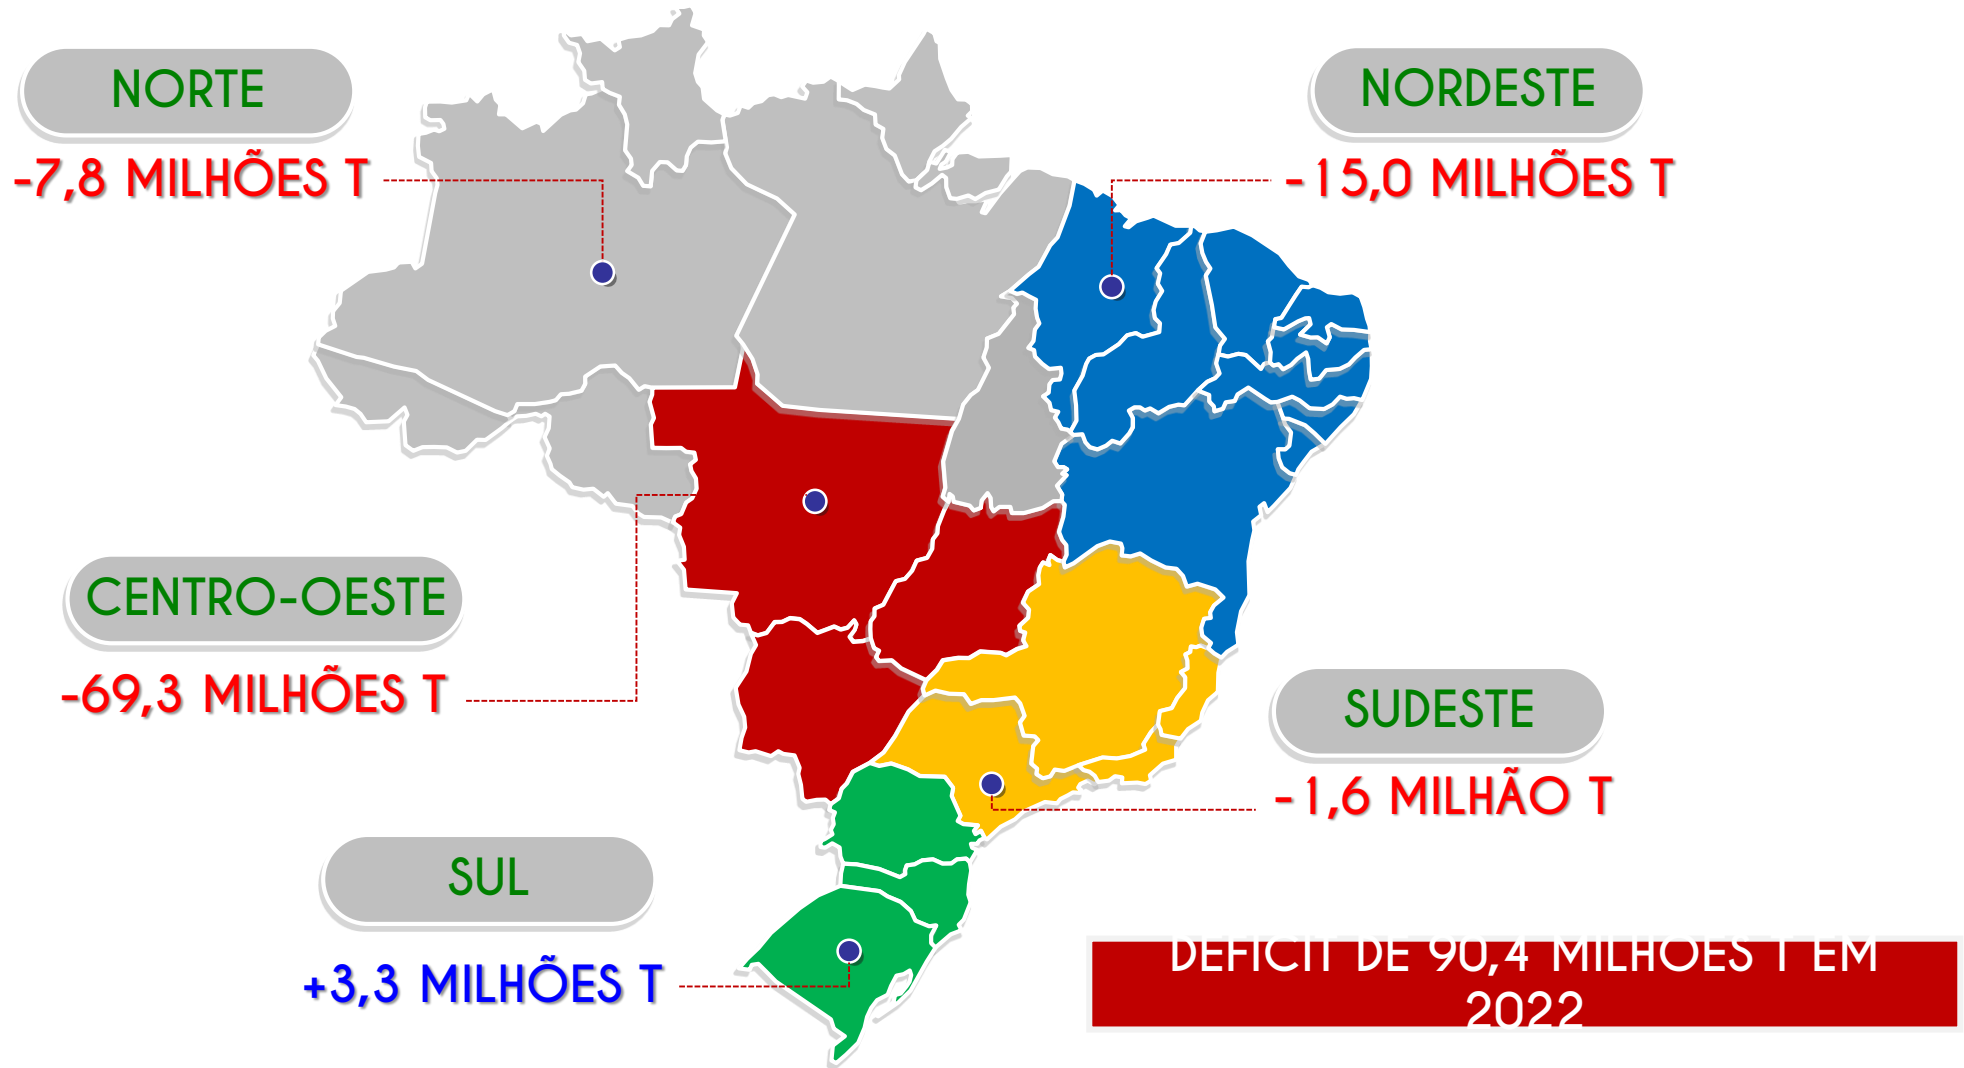 NORTE
-7,8 MILHÕES T
NORDESTE
-15,0 MILHÕES T
CENTRO-OESTE
-69,3 MILHÕES T
SUDESTE
-1,6 MILHÃO T
SUL
+3,3 MILHÕES T
DÉFICIT DE 90,4 MILHÕES T EM
2022